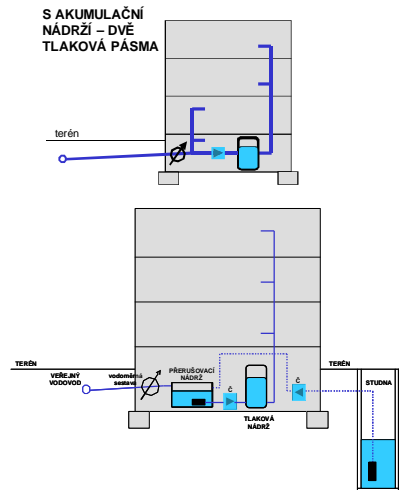 S AKUMULAČNÍ
NÁDRŽÍ – DVĚ
TLAKOVÁ PÁSMA
terén
TERÉN
VEŘEJNÝ
VODOVOD
vodoměrná
sestava
PŘERUŠOVACÍ
NÁDRŽ
Č
TLAKOVÁ
NÁDRŽ
Č
TERÉN
STUDNA